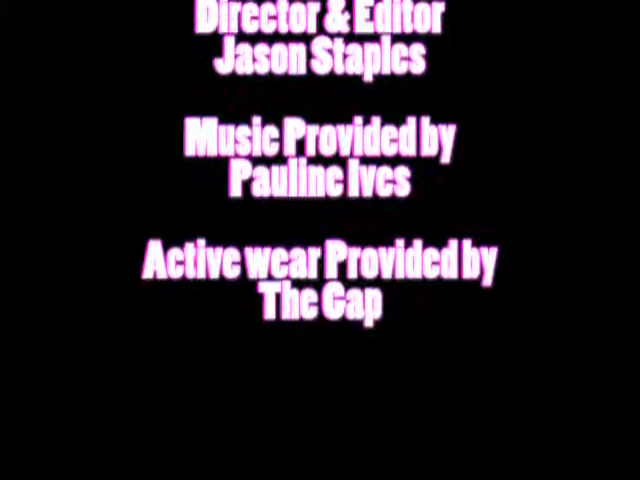 Director & Editor
Jason Staples
Music Provided by
Pauline Ives
Active wear Provided by
The Gap